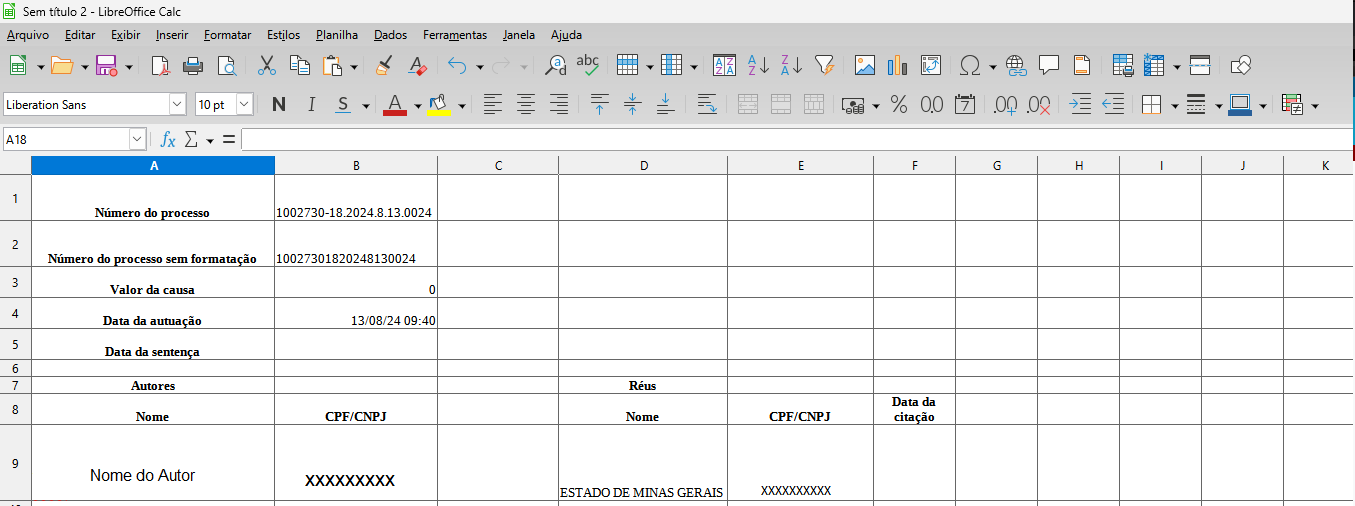 Sem título 2 - LibreOffice Calc
Arquivo Editar Exibir Inserir Formatar Estilos Planilha Dados Ferramentas Janela Ajuda
Liberation Sans 10 pt N I S A
A18 fx Σ =
A B C D E F G H I J K
1 Número do processo 1002730-18.2024.8.13.0024
2 Número do processo sem formatação 10027301820248130024
3 Valor da causa 0
4 Data da autuação 13/08/24 09:40
5 Data da sentença
6
7 Autores Réus
8 Nome CPF/CNPJ Nome CPF/CNPJ Data da
citação
9 Nome do Autor XXXXXXXXX ESTADO DE MINAS GERAIS XXXXXXXXXX